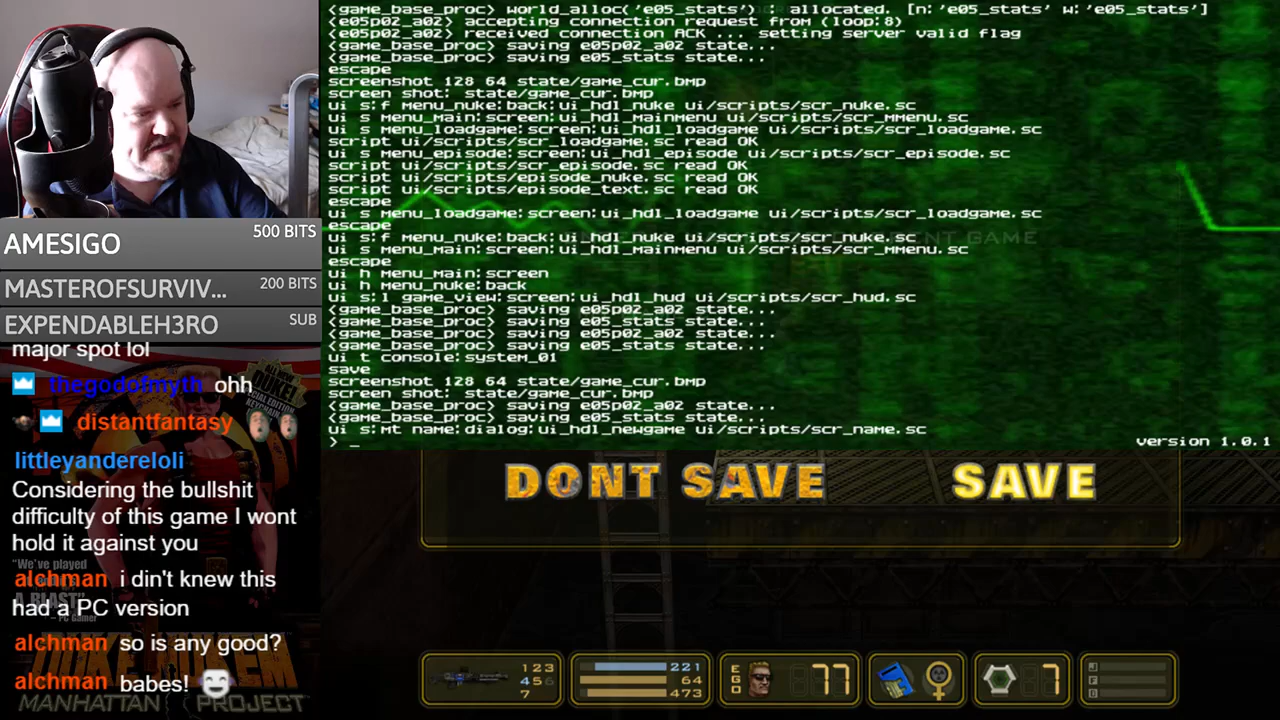 (game_base_proc) world_alloc('e05_stats') : allocated. [n:'e05_stats' w:'e05_stats']
(e05p02_a02) accepting connection request from (loop:8)
(e05p02_a02) received connection ACK ... setting server valid flag
(game_base_proc) saving e05p02_a02 state...
(game_base_proc) saving e05_stats state...
escape
screenshot 128 64 state/game_cur.bmp
screen shot: state/game_cur.bmp
ui s:f menu_nuke:back:ui_hdl_nuke ui/scripts/scr_nuke.sc
ui s menu_main:screen:ui_hdl_mainmenu ui/scripts/scr_mmenu.sc
ui s menu_loadgame:screen:ui_hdl_loadgame ui/scripts/scr_loadgame.sc
script ui/scripts/scr_loadgame.sc read OK
ui s menu_episode:screen:ui_hdl_episode ui/scripts/scr_episode.sc
script ui/scripts/scr_episode.sc read OK
script ui/scripts/episode_nuke.sc read OK
script ui/scripts/episode_text.sc read OK
escape
ui s menu_loadgame:screen:ui_hdl_loadgame ui/scripts/scr_loadgame.sc
escape
ui s:f menu_nuke:back:ui_hdl_nuke ui/scripts/scr_nuke.sc
ui s menu_main:screen:ui_hdl_mainmenu ui/scripts/scr_mmenu.sc
escape
ui h menu_main:screen
ui h menu_nuke:back
ui s:l game_view:screen:ui_hdl_hud ui/scripts/scr_hud.sc
(game_base_proc) saving e05p02_a02 state...
(game_base_proc) saving e05_stats state...
(game_base_proc) saving e05p02_a02 state...
(game_base_proc) saving e05_stats state...
ui t console:system_01
save
screenshot 128 64 state/game_cur.bmp
screen shot: state/game_cur.bmp
(game_base_proc) saving e05p02_a02 state...
(game_base_proc) saving e05_stats state...
ui s:mt name:dialog:ui_hdl_newgame ui/scripts/scr_name.sc
> _ version 1.0.1
DONT SAVE SAVE
AMESIGO 500 BITS
MASTEROFSURVIV... 200 BITS
EXPENDABLEH3RO SUB
major spot lol
thegodofmyth ohh
distantfantasy
littleyandereloli
Considering the bullshit
difficulty of this game I wont
hold it against you
alchman i din't knew this
had a PC version
alchman so is any good?
alchman babes!
"We've played
A BLAST"
PC Gamer
DUKE NUKEM
MANHATTAN PROJECT
123
456
7
221
64
473
EGO 77
7